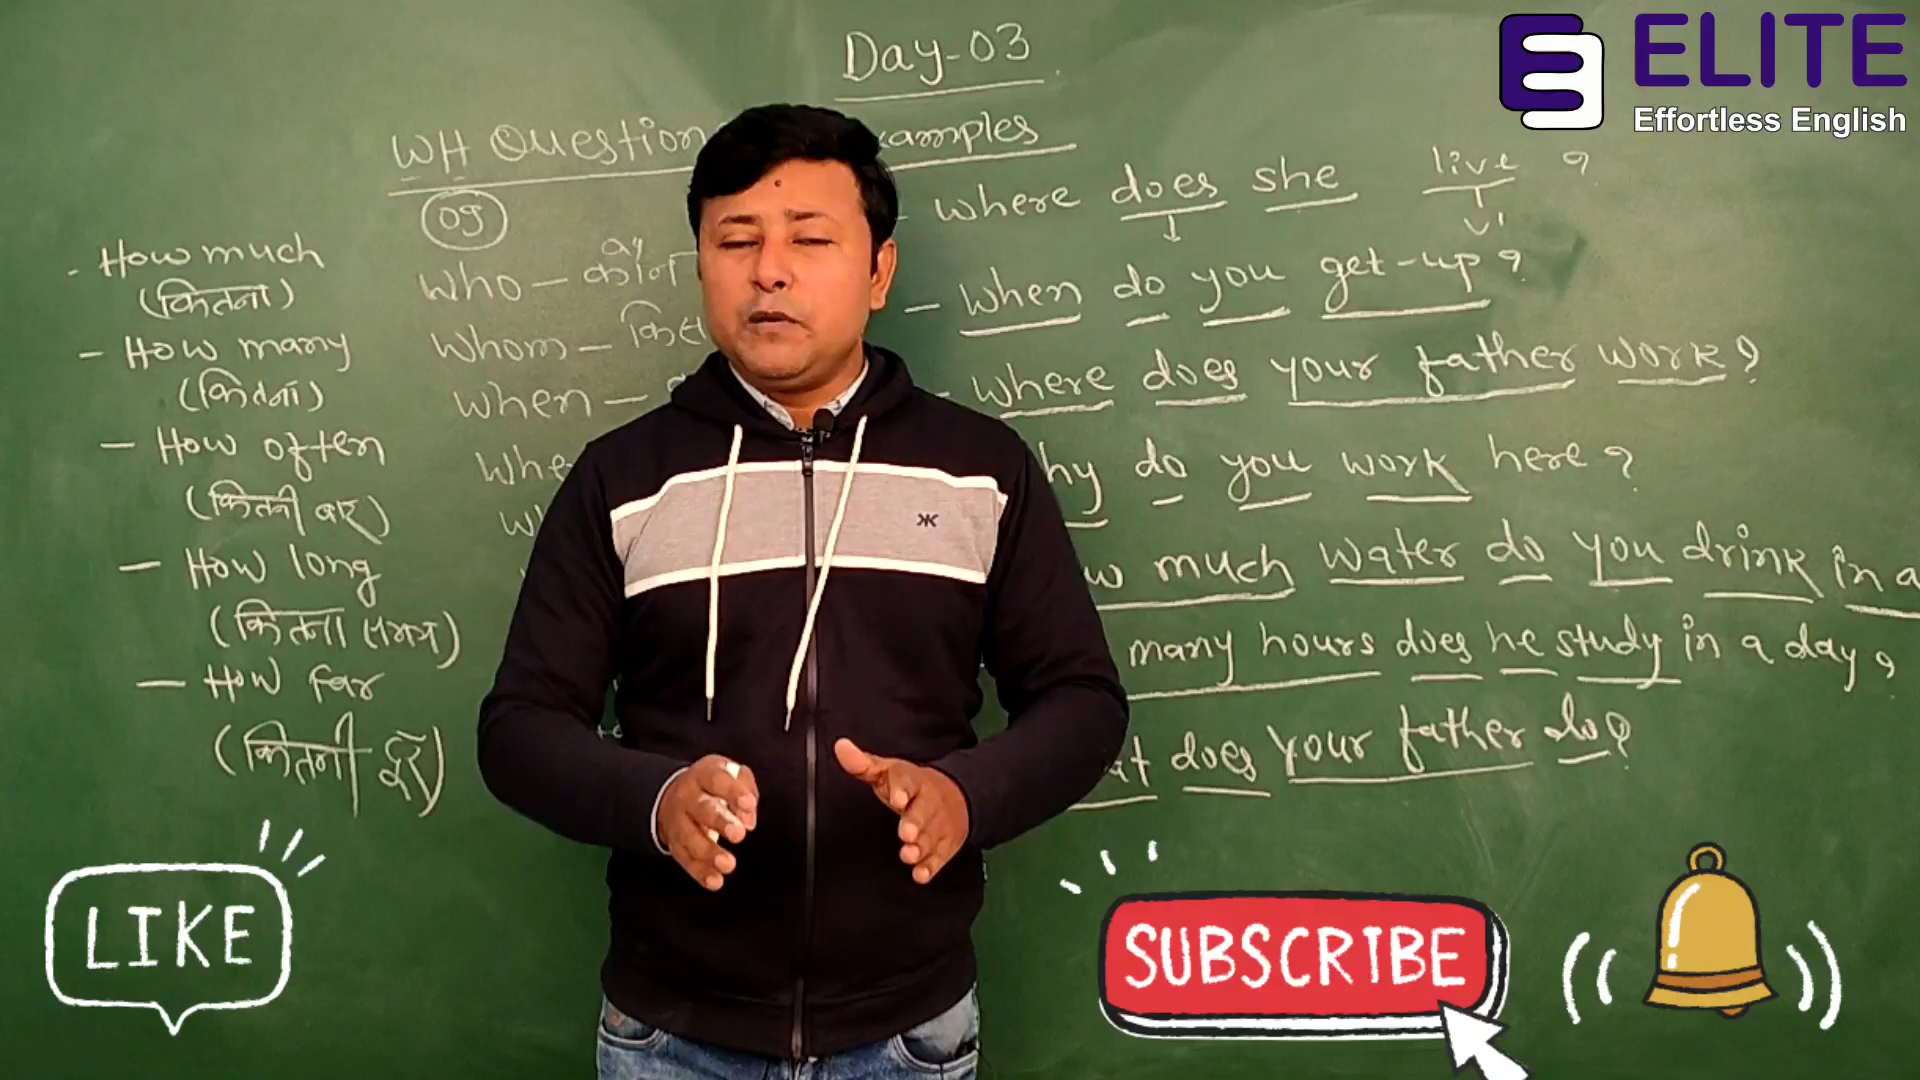 Day-03
ELITE
Effortless English
WH Question
xamples
09
- How much
(कितना)
- How many
(कितने)
- How often
(कितनी बार)
- How long
(कितना समय)
- How far
(कितनी दूर)
Who – कौन
Whom –
When –
- where does she live ?
V1
- when do you get-up ?
- where does your father work?
hy do you work here ?
w much water do you drink in a
many hours does he study in a day ?
at does your father do?
LIKE
SUBSCRIBE